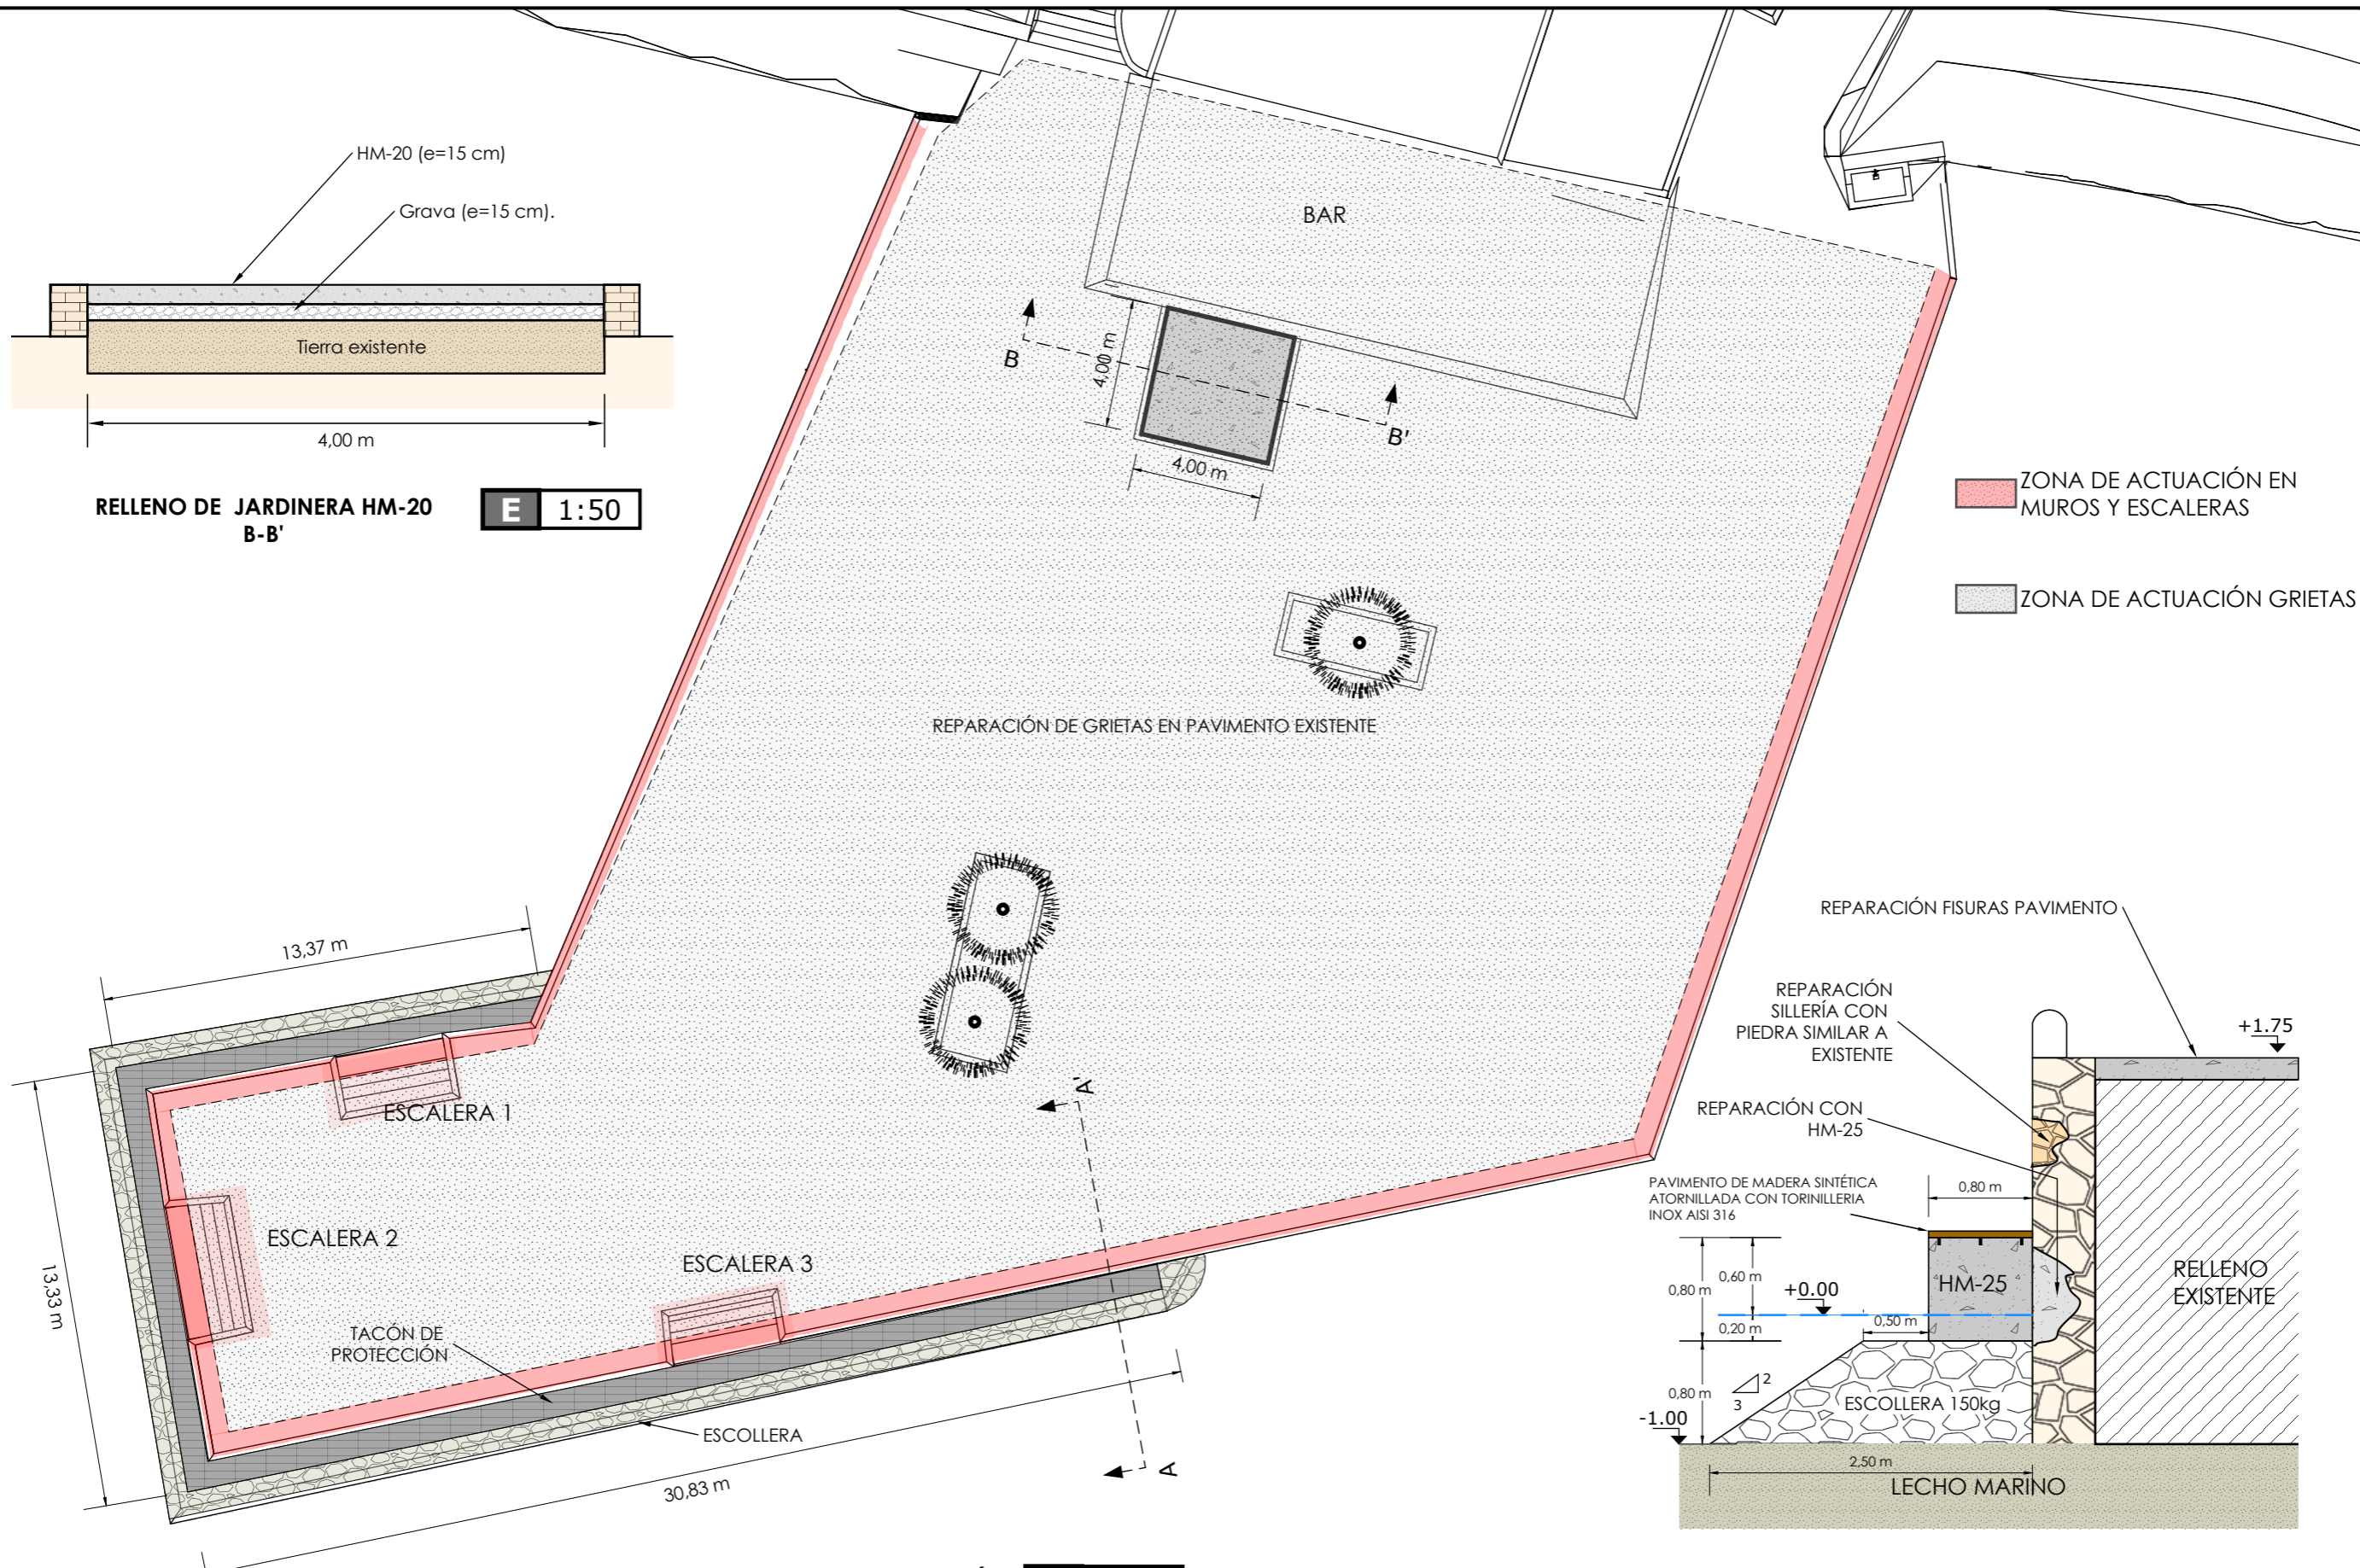 HM-20 (e=15 cm)
Grava (e=15 cm).
Tierra existente
4,00 m
RELLENO DE JARDINERA HM-20
B-B'
E 1:50
BAR
B
B'
4,00 m
4,00 m
ZONA DE ACTUACIÓN EN
MUROS Y ESCALERAS
ZONA DE ACTUACIÓN GRIETAS
REPARACIÓN DE GRIETAS EN PAVIMENTO EXISTENTE
13,37 m
13,33 m
30,83 m
ESCALERA 1
ESCALERA 2
ESCALERA 3
TACÓN DE
PROTECCIÓN
ESCOLLERA
A'
A
REPARACIÓN FISURAS PAVIMENTO
REPARACIÓN
SILLERÍA CON
PIEDRA SIMILAR A
EXISTENTE
+1.75
REPARACIÓN CON
HM-25
PAVIMENTO DE MADERA SINTÉTICA
ATORNILLADA CON TORINILLERIA
INOX AISI 316
0,80 m
0,80 m
0,60 m
+0.00
HM-25
RELLENO
EXISTENTE
0,20 m
0,50 m
0,80 m
2
3
ESCOLLERA 150kg
-1.00
2,50 m
LECHO MARINO